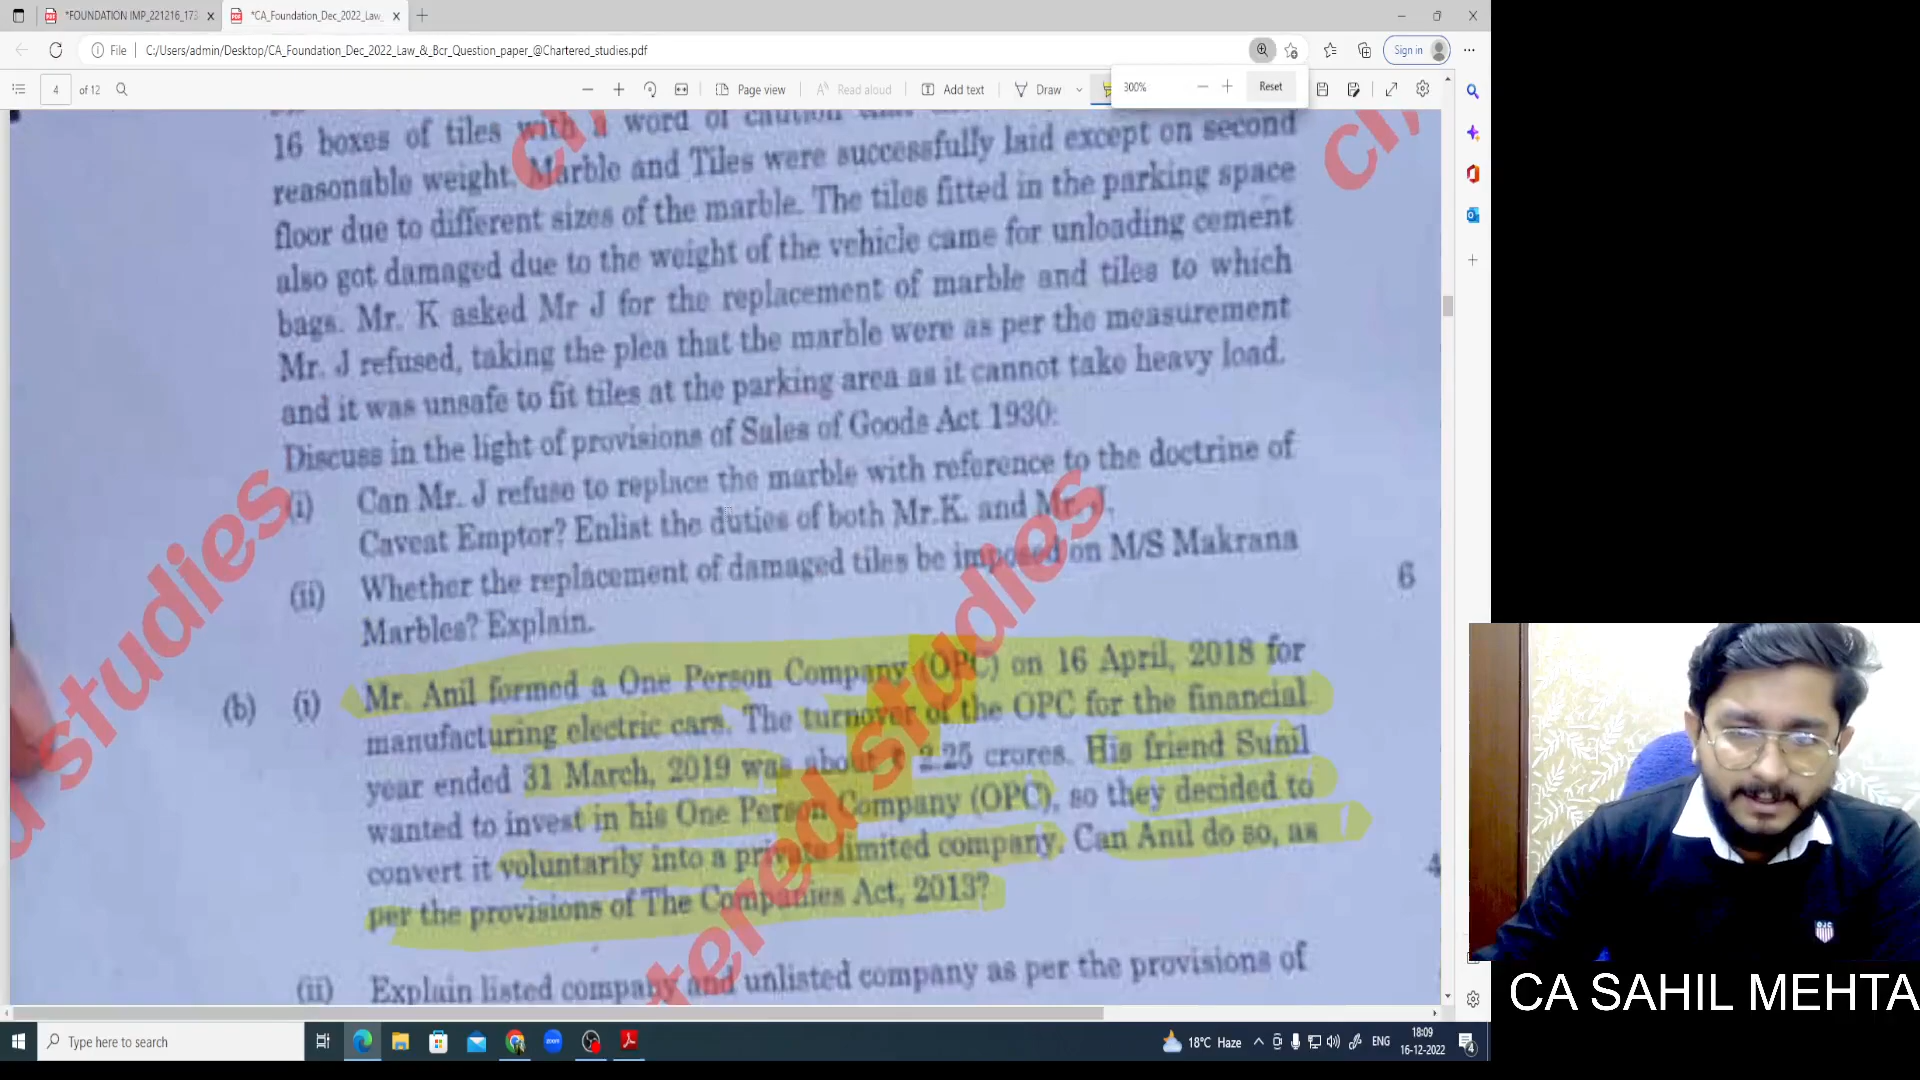 *FOUNDATION IMP_221216_173
*CA_Foundation_Dec_2022_Law_
File C:/Users/admin/Desktop/CA_Foundation_Dec_2022_Law_&_Bcr_Question_paper_@Chartered_studies.pdf
Sign in
4 of 12
Page view
Read aloud
Add text
Draw
300%
Reset
16 boxes of tiles with a word of caution that
reasonable weight. Marble and Tiles were successfully laid except on second
floor due to different sizes of the marble. The tiles fitted in the parking space
also got damaged due to the weight of the vehicle came for unloading cement
bags. Mr. K asked Mr J for the replacement of marble and tiles to which
Mr. J refused, taking the plea that the marble were as per the measurement
and it was unsafe to fit tiles at the parking area as it cannot take heavy load.
Discuss in the light of provisions of Sales of Goods Act 1930:
(i) Can Mr. J refuse to replace the marble with reference to the doctrine of
Caveat Emptor? Enlist the duties of both Mr.K. and Mr. J.
(ii) Whether the replacement of damaged tiles be imposed on M/S Makrana
Marbles? Explain.
6
(b) (i) Mr. Anil formed a One Person Company (OPC) on 16 April, 2018 for
manufacturing electric cars. The turnover of the OPC for the financial
year ended 31 March, 2019 was about ₹ 2.25 crores. His friend Sunil
wanted to invest in his One Person Company (OPC), so they decided to
convert it voluntarily into a private limited company. Can Anil do so, as
per the provisions of The Companies Act, 2013?
4
(ii) Explain listed company and unlisted company as per the provisions of
studies
tered studies
d studies
OJC
CA SAHIL MEHTA
Type here to search
zoom
18°C Haze
ENG
18:09
16-12-2022
4